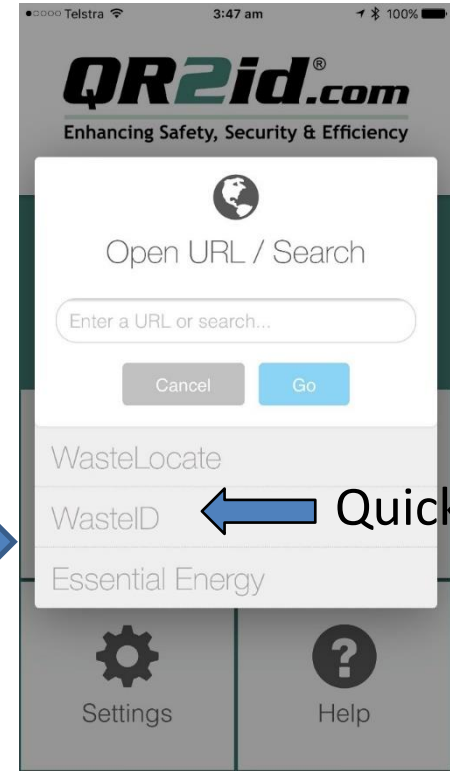 Telstra 3:47 am 100%
QR2id®.com
Enhancing Safety, Security & Efficiency
Open URL / Search
Enter a URL or search...
Cancel Go
WasteLocate
WasteID
Quick
Essential Energy
Settings Help